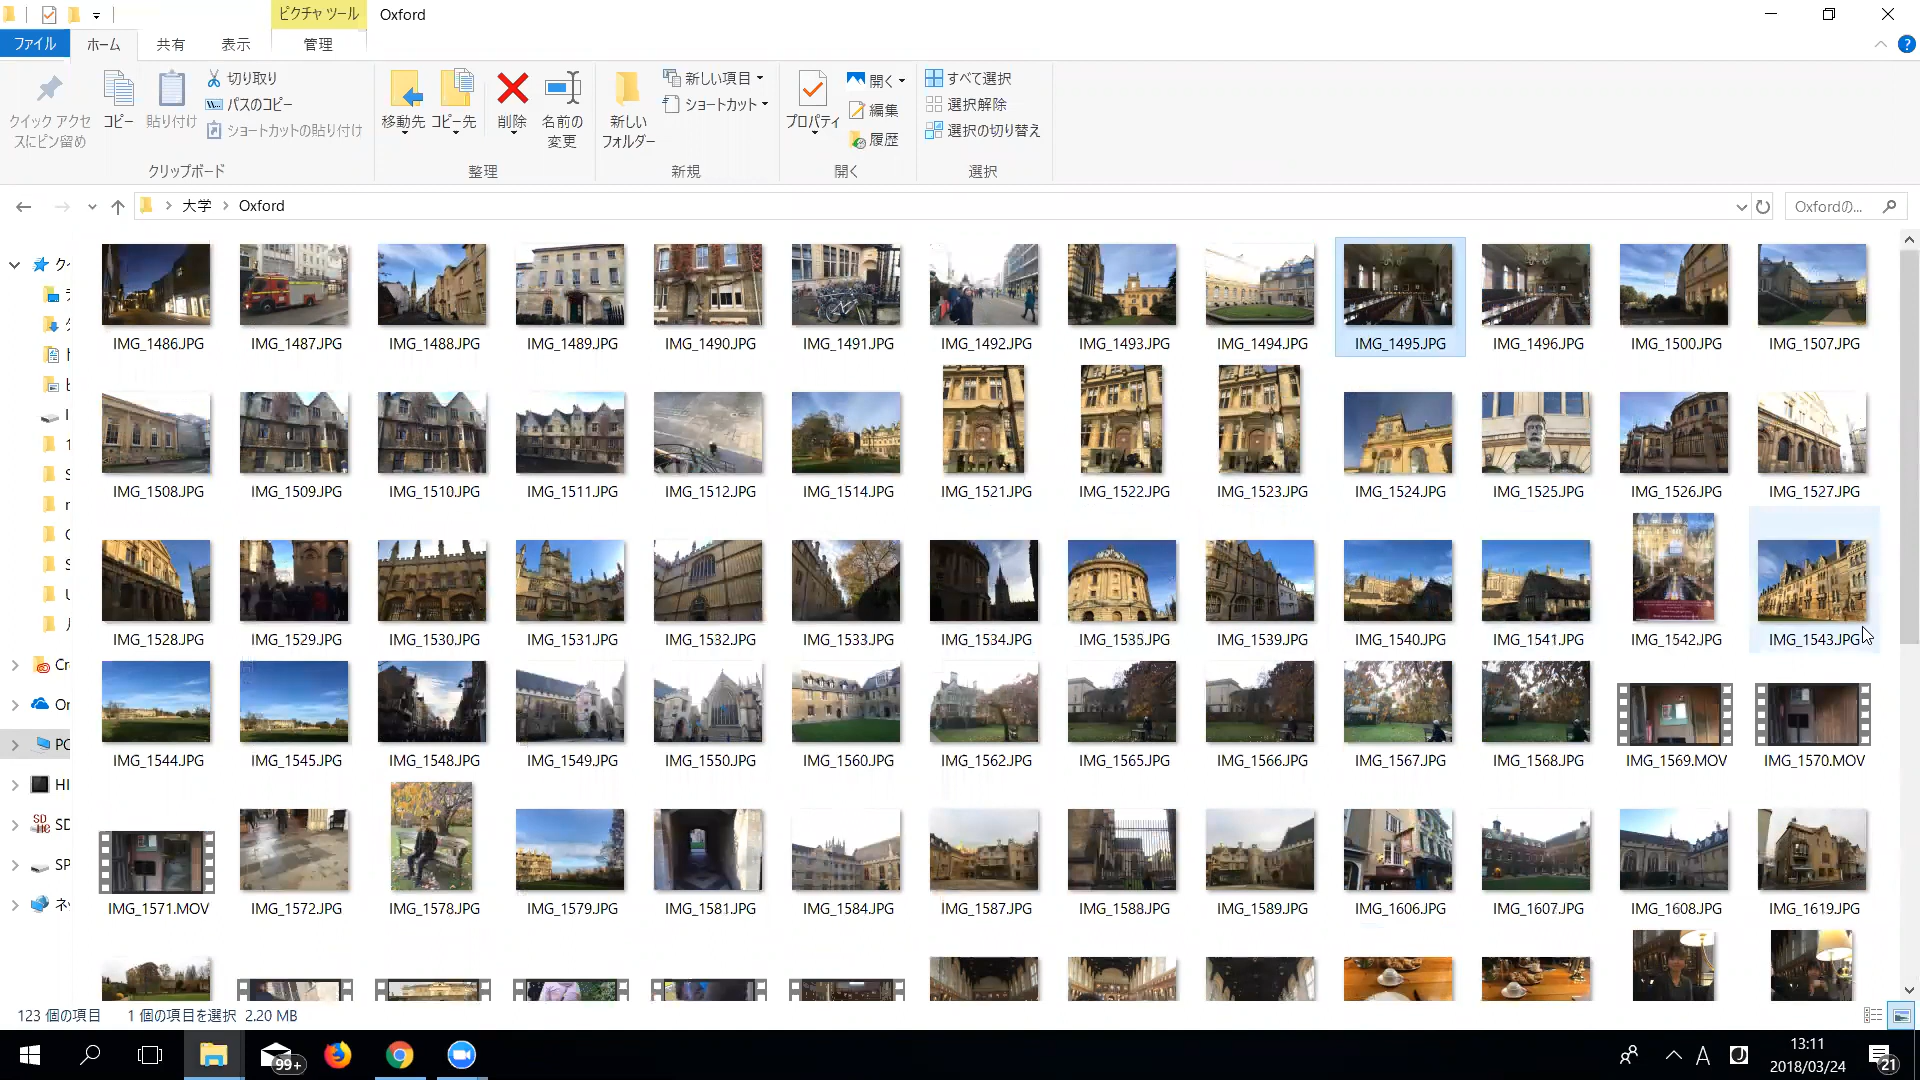 ピクチャ ツール Oxford
ファイル ホーム 共有 表示 管理
クイック アクセスにピン留め
コピー
貼り付け
切り取り
パスのコピー
ショートカットの貼り付け
クリップボード
移動先 コピー先 削除 名前の変更
整理
新しいフォルダー
新しい項目
ショートカット
新規
プロパティ
開く
編集
履歴
開く
すべて選択
選択解除
選択の切り替え
選択
大学 Oxford Oxfordの...
IMG_1486.JPG IMG_1487.JPG IMG_1488.JPG IMG_1489.JPG IMG_1490.JPG IMG_1491.JPG IMG_1492.JPG IMG_1493.JPG IMG_1494.JPG IMG_1495.JPG IMG_1496.JPG IMG_1500.JPG IMG_1507.JPG
IMG_1508.JPG IMG_1509.JPG IMG_1510.JPG IMG_1511.JPG IMG_1512.JPG IMG_1514.JPG IMG_1521.JPG IMG_1522.JPG IMG_1523.JPG IMG_1524.JPG IMG_1525.JPG IMG_1526.JPG IMG_1527.JPG
IMG_1528.JPG IMG_1529.JPG IMG_1530.JPG IMG_1531.JPG IMG_1532.JPG IMG_1533.JPG IMG_1534.JPG IMG_1535.JPG IMG_1539.JPG IMG_1540.JPG IMG_1541.JPG IMG_1542.JPG IMG_1543.JPG
IMG_1544.JPG IMG_1545.JPG IMG_1548.JPG IMG_1549.JPG IMG_1550.JPG IMG_1560.JPG IMG_1562.JPG IMG_1565.JPG IMG_1566.JPG IMG_1567.JPG IMG_1568.JPG IMG_1569.MOV IMG_1570.MOV
IMG_1571.MOV IMG_1572.JPG IMG_1578.JPG IMG_1579.JPG IMG_1581.JPG IMG_1584.JPG IMG_1587.JPG IMG_1588.JPG IMG_1589.JPG IMG_1606.JPG IMG_1607.JPG IMG_1608.JPG IMG_1619.JPG
PC
123 個の項目 1 個の項目を選択 2.20 MB
99+
A
13:11
2018/03/24
21